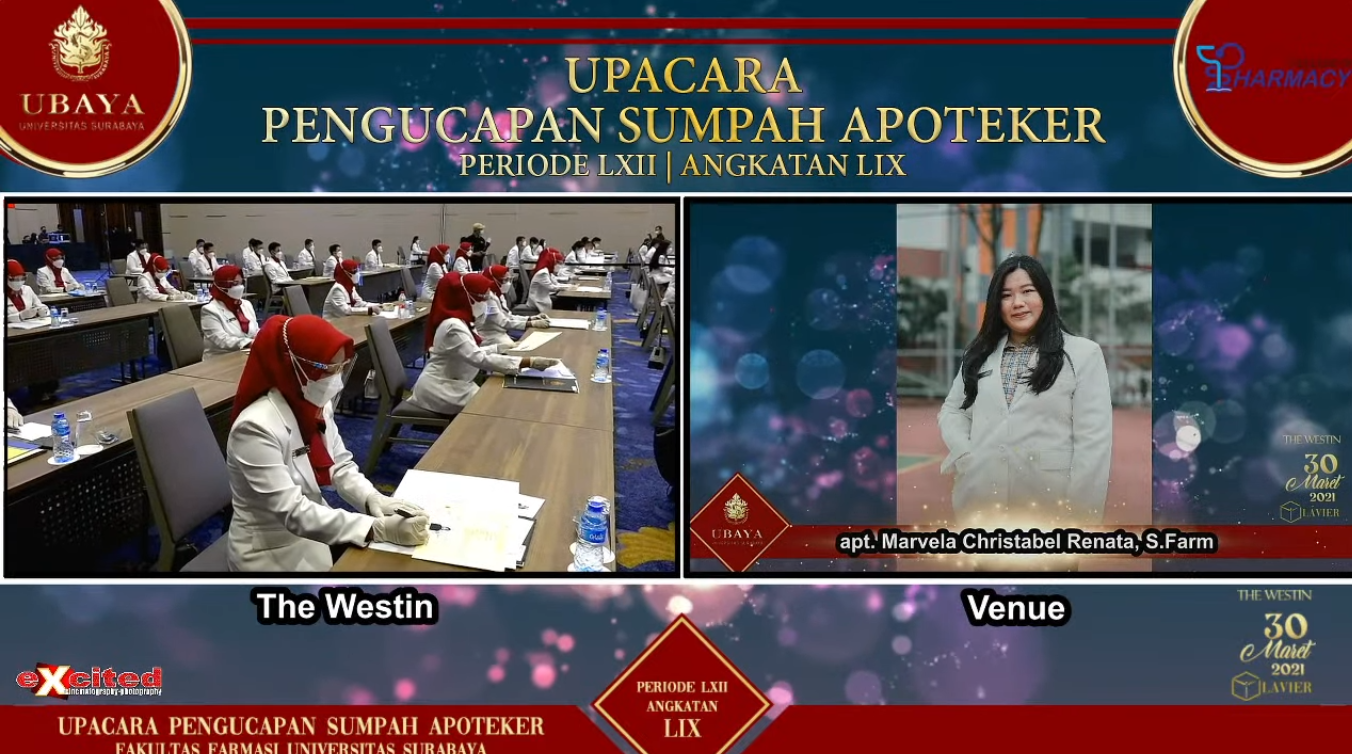 UBAYA
UNIVERSITAS SURABAYA
UPACARA
PENGUCAPAN SUMPAH APOTEKER
PERIODE LXII | ANGKATAN LIX
PHARMACY
THE WESTIN
30
Maret
2021
LAVIER
UBAYA
apt. Marvela Christabel Renata, S.Farm
The Westin
Venue
THE WESTIN
30
Maret
2021
LAVIER
eXcited
cinematography-photography
PERIODE LXII
ANGKATAN
LIX
UPACARA PENGUCAPAN SUMPAH APOTEKER
FAKULTAS FARMASI UNIVERSITAS SURABAYA